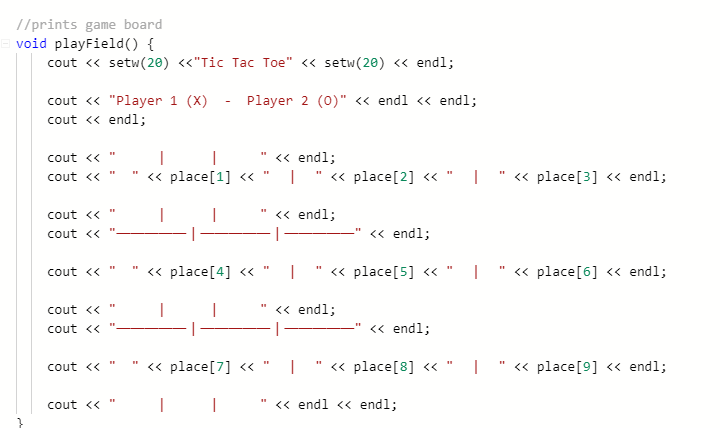 //prints game board
void playField() {
    cout << setw(20) <<"Tic Tac Toe" << setw(20) << endl;
    cout << "Player 1 (X)  -  Player 2 (O)" << endl << endl;
    cout << endl;
    cout << "     |     |     " << endl;
    cout << "  " << place[1] << "  |  " << place[2] << "  |  " << place[3] << endl;
    cout << "     |     |     " << endl;
    cout << "—————|—————|—————" << endl;
    cout << "  " << place[4] << "  |  " << place[5] << "  |  " << place[6] << endl;
    cout << "     |     |     " << endl;
    cout << "—————|—————|—————" << endl;
    cout << "  " << place[7] << "  |  " << place[8] << "  |  " << place[9] << endl;
    cout << "     |     |     " << endl << endl;
}